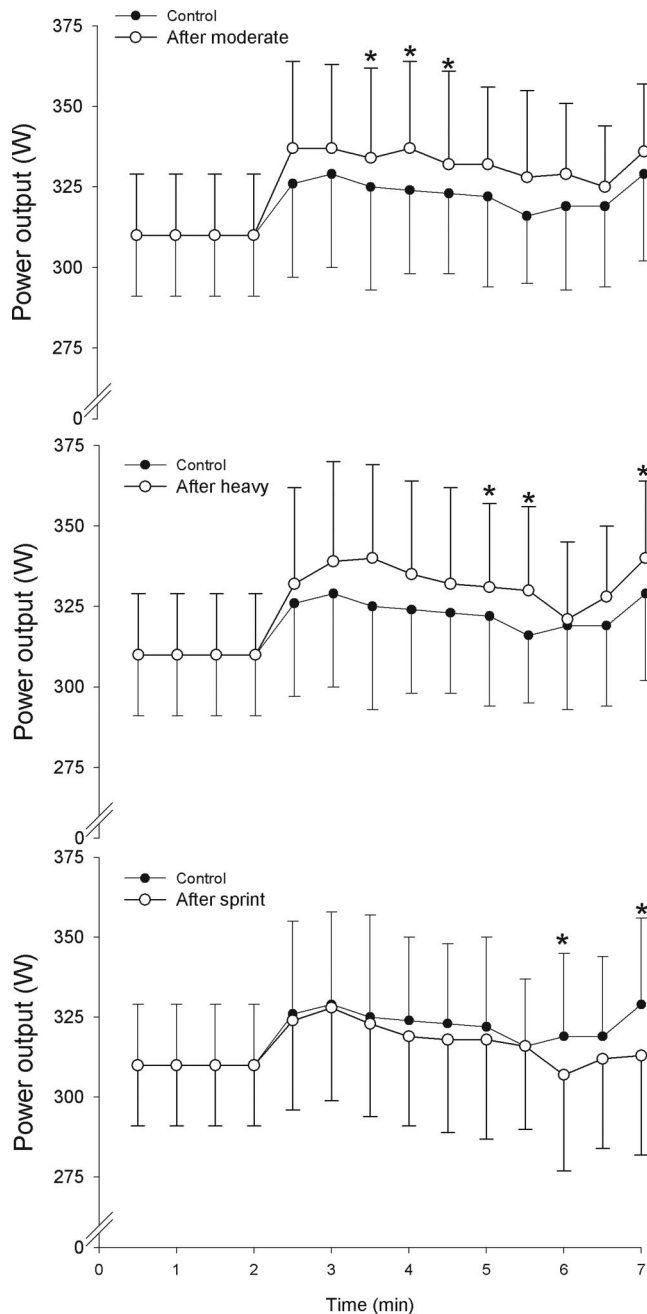 Control
After moderate
375
350
325
300
275
0
Power output (W)
* * *
375
350
325
300
275
0
Power output (W)
Control
After heavy
* * *
375
350
325
300
275
0
Power output (W)
Control
After sprint
* *
0 1 2 3 4 5 6 7
Time (min)